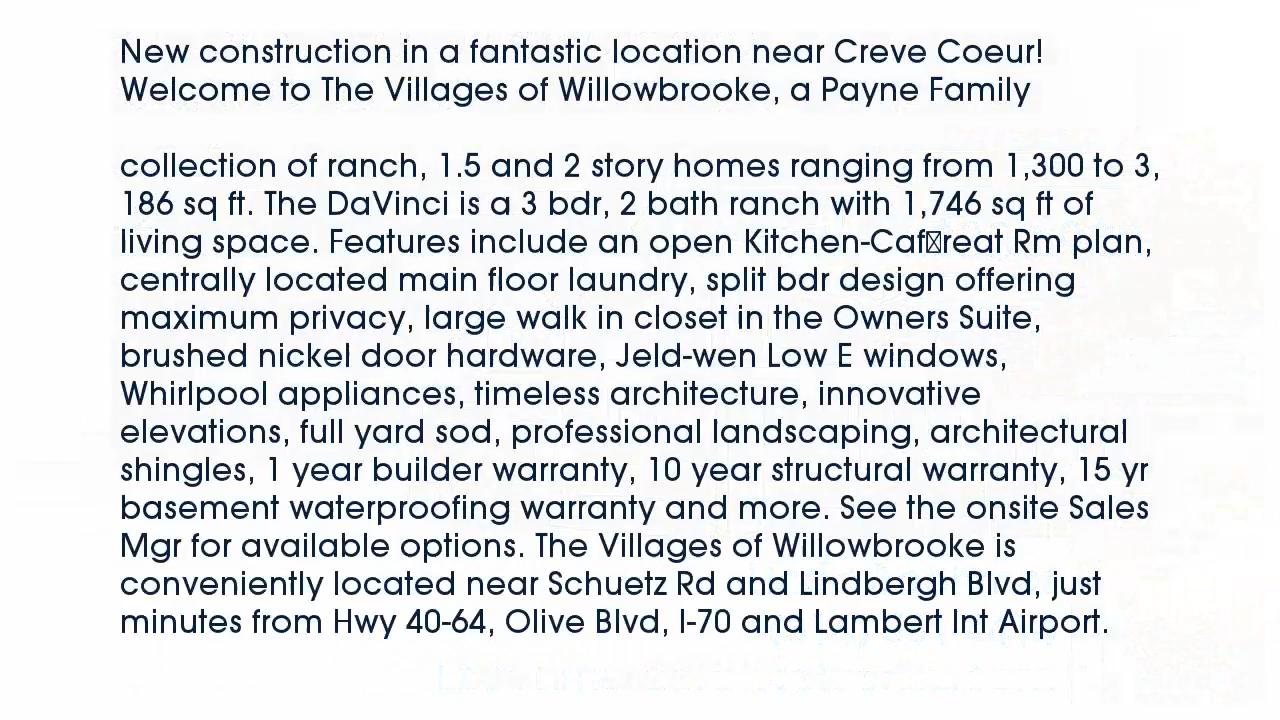 New construction in a fantastic location near Creve Coeur!
Welcome to The Villages of Willowbrooke, a Payne Family
collection of ranch, 1.5 and 2 story homes ranging from 1,300 to 3,
186 sq ft. The DaVinci is a 3 bdr, 2 bath ranch with 1,746 sq ft of
living space. Features include an open Kitchen-Caf☒reat Rm plan,
centrally located main floor laundry, split bdr design offering
maximum privacy, large walk in closet in the Owners Suite,
brushed nickel door hardware, Jeld-wen Low E windows,
Whirlpool appliances, timeless architecture, innovative
elevations, full yard sod, professional landscaping, architectural
shingles, 1 year builder warranty, 10 year structural warranty, 15 yr
basement waterproofing warranty and more. See the onsite Sales
Mgr for available options. The Villages of Willowbrooke is
conveniently located near Schuetz Rd and Lindbergh Blvd, just
minutes from Hwy 40-64, Olive Blvd, I-70 and Lambert Int Airport.